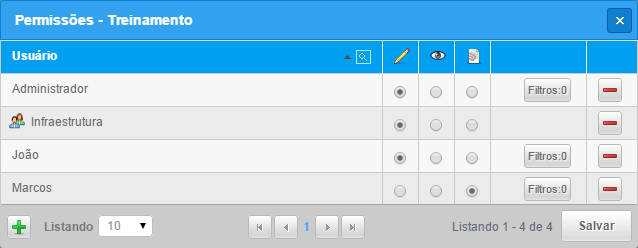 Permissões - Treinamento
Usuário
Administrador Filtros:0
Infraestrutura
João Filtros:0
Marcos Filtros:0
Listando 10 1 Listando 1 - 4 de 4 Salvar